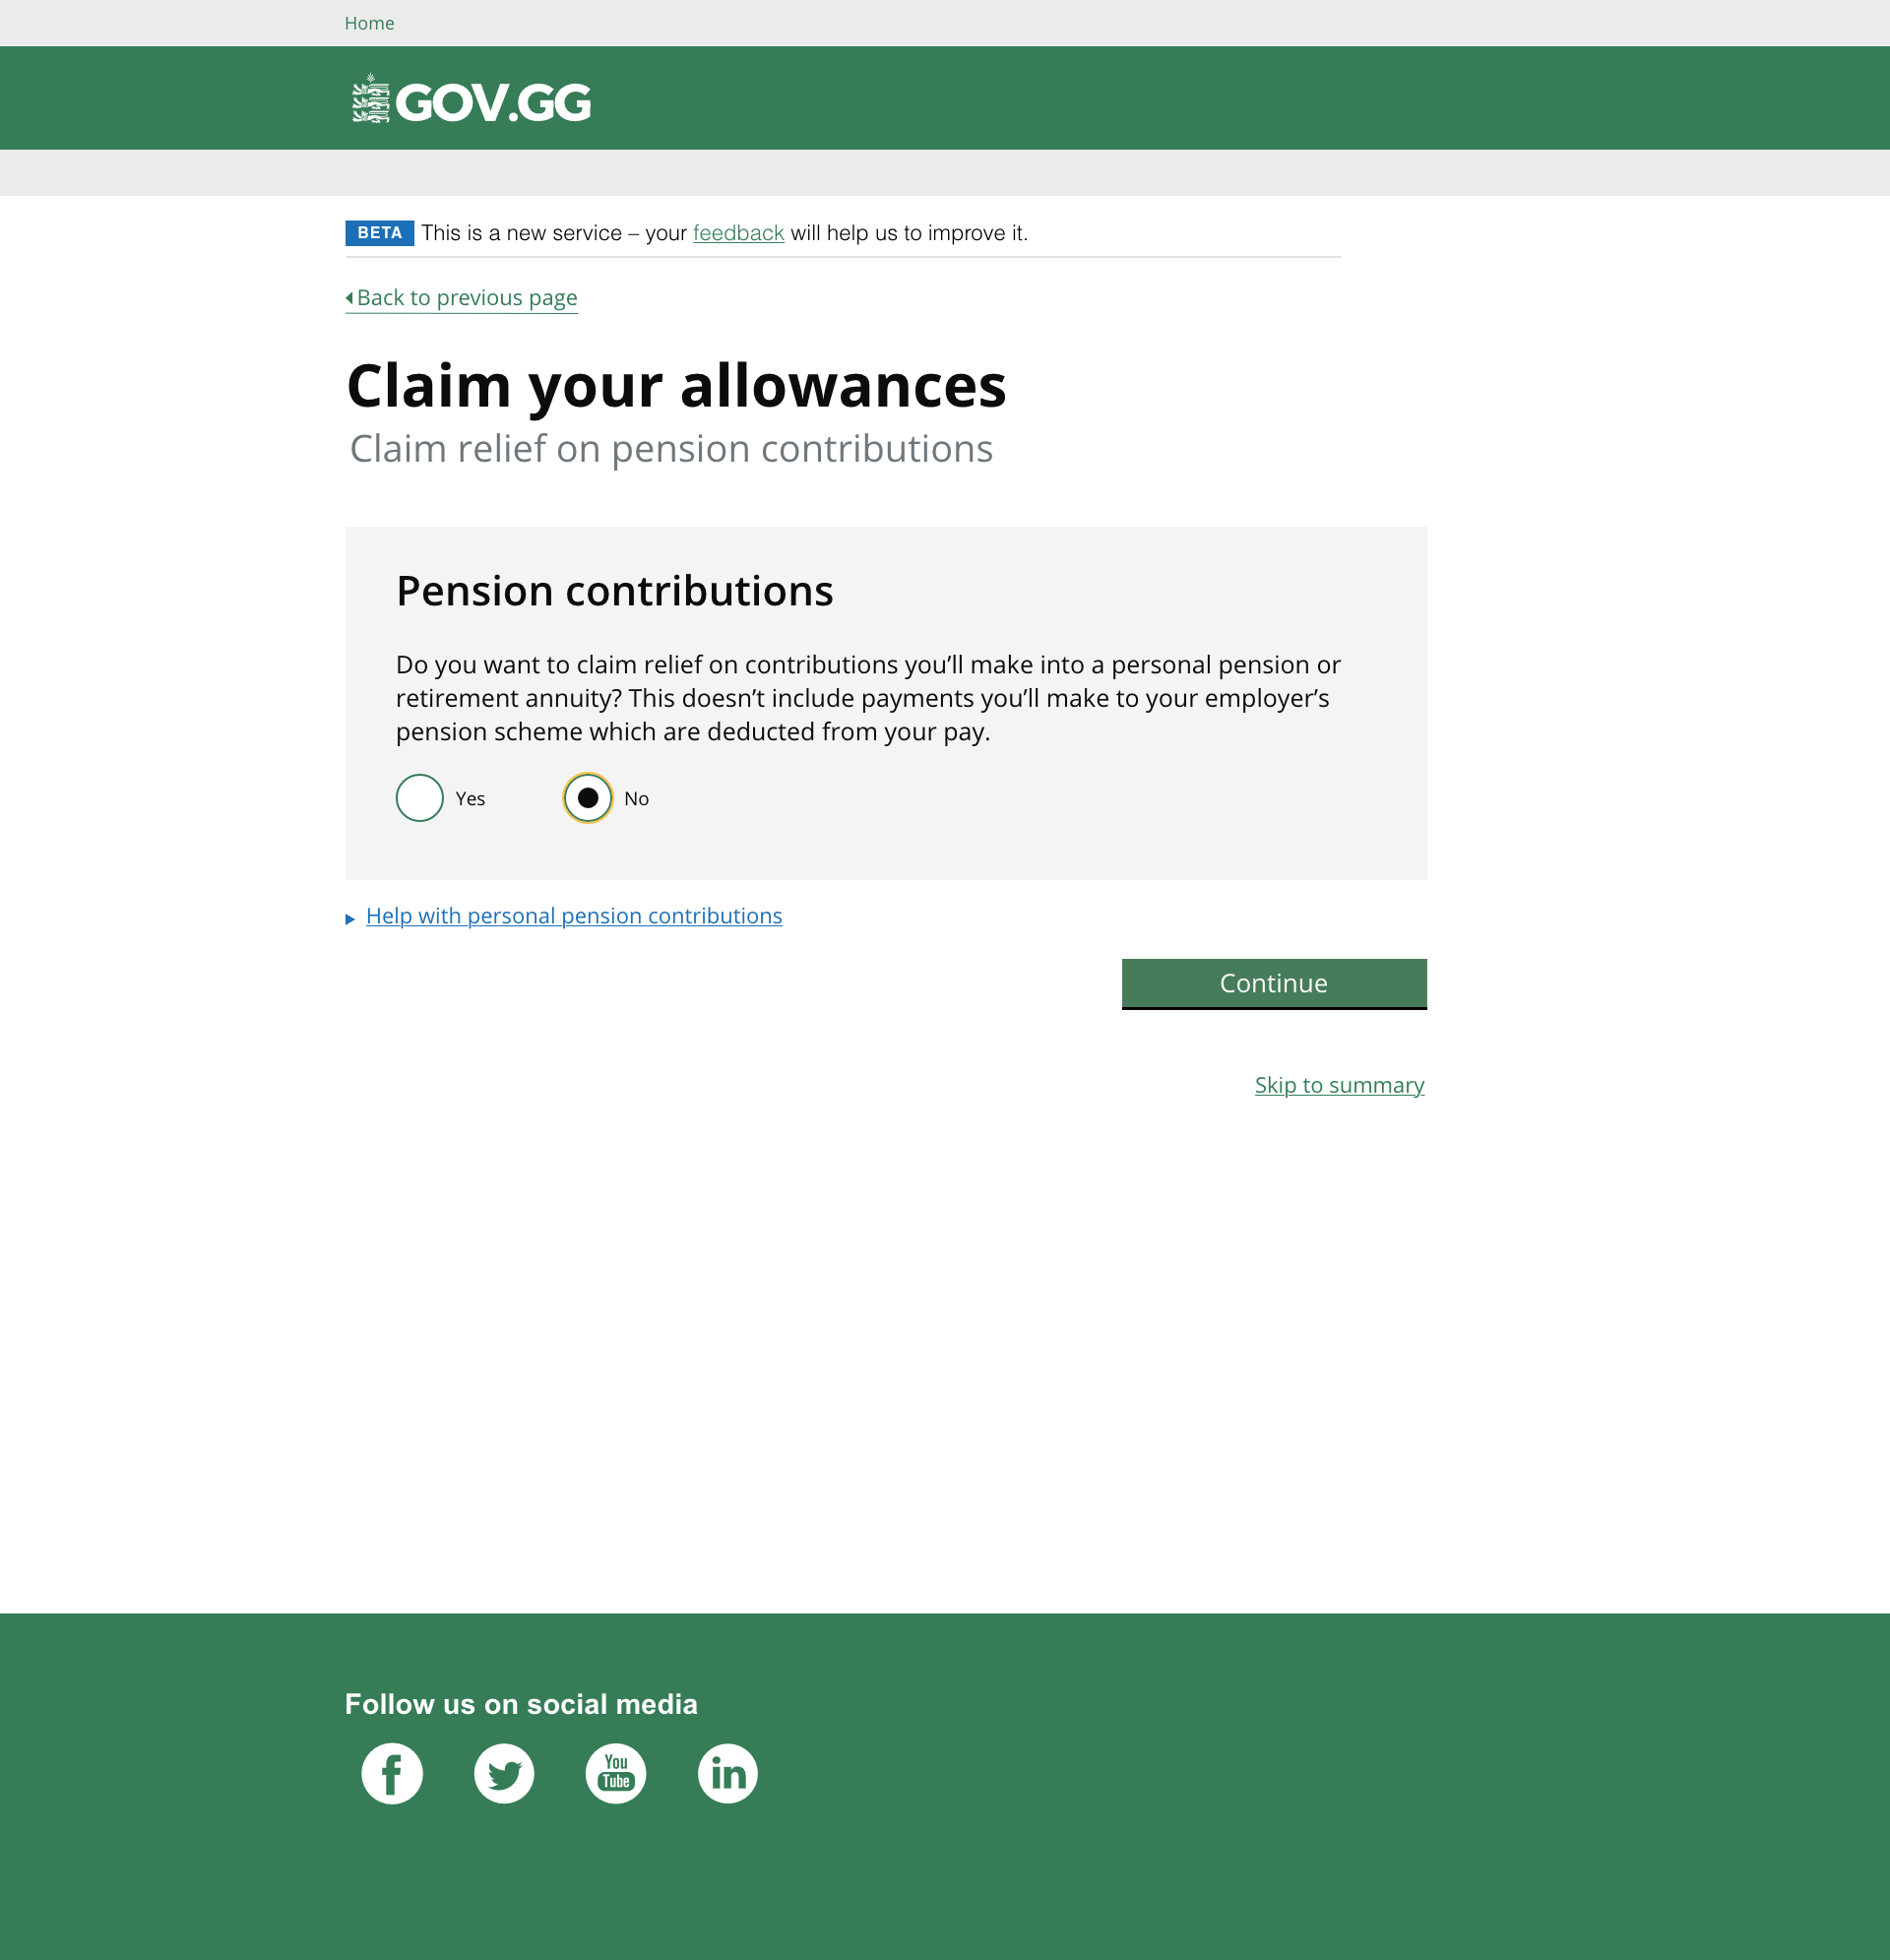 Home
GOV.GG
BETA This is a new service – your feedback will help us to improve it.
Back to previous page
Claim your allowances
Claim relief on pension contributions
Pension contributions
Do you want to claim relief on contributions you’ll make into a personal pension or
retirement annuity? This doesn’t include payments you’ll make to your employer’s
pension scheme which are deducted from your pay.
Yes No
Help with personal pension contributions
Continue
Skip to summary
Follow us on social media
f You Tube in